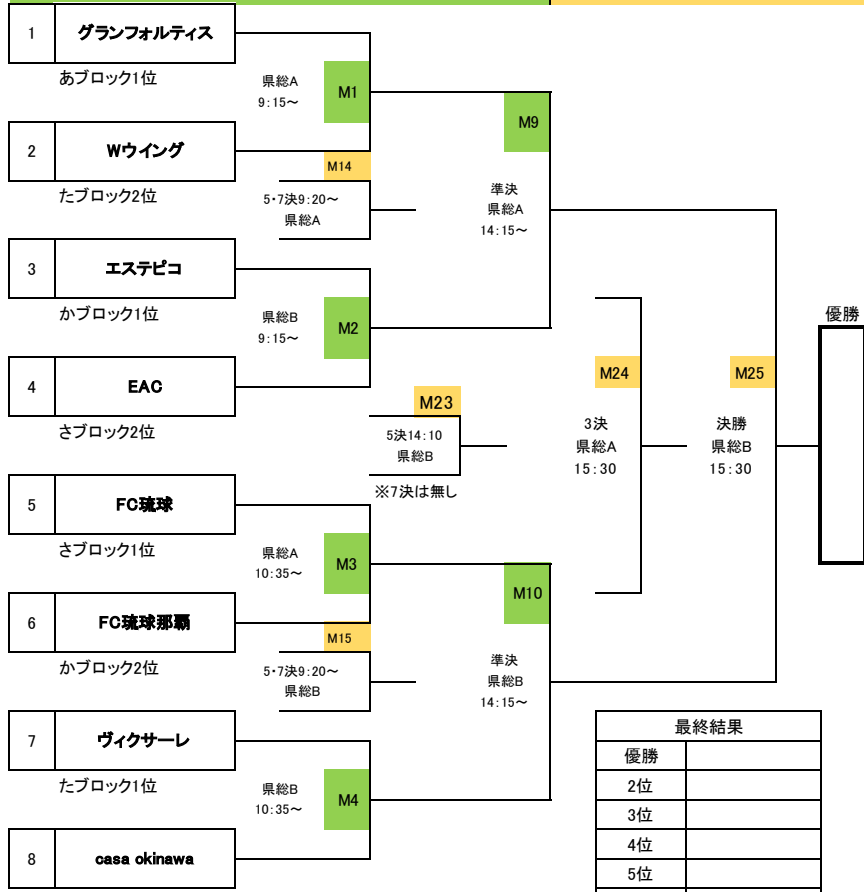 1 グランフォルティス
あブロック1位
県総A
9:15～
M1
2 Wウイング
たブロック2位
M14
5・7決9:20～
県総A
M9
準決
県総A
14:15～
3 エステピコ
かブロック1位
県総B
9:15～
M2
4 EAC
さブロック2位
M23
5決14:10
県総B
※7決は無し
M24
3決
県総A
15:30
M25
決勝
県総B
15:30
優勝
5 FC琉球
さブロック1位
県総A
10:35～
M3
6 FC琉球那覇
かブロック2位
M15
5・7決9:20～
県総B
M10
準決
県総B
14:15～
7 ヴィクサーレ
たブロック1位
県総B
10:35～
M4
8 casa okinawa
最終結果
優勝
2位
3位
4位
5位